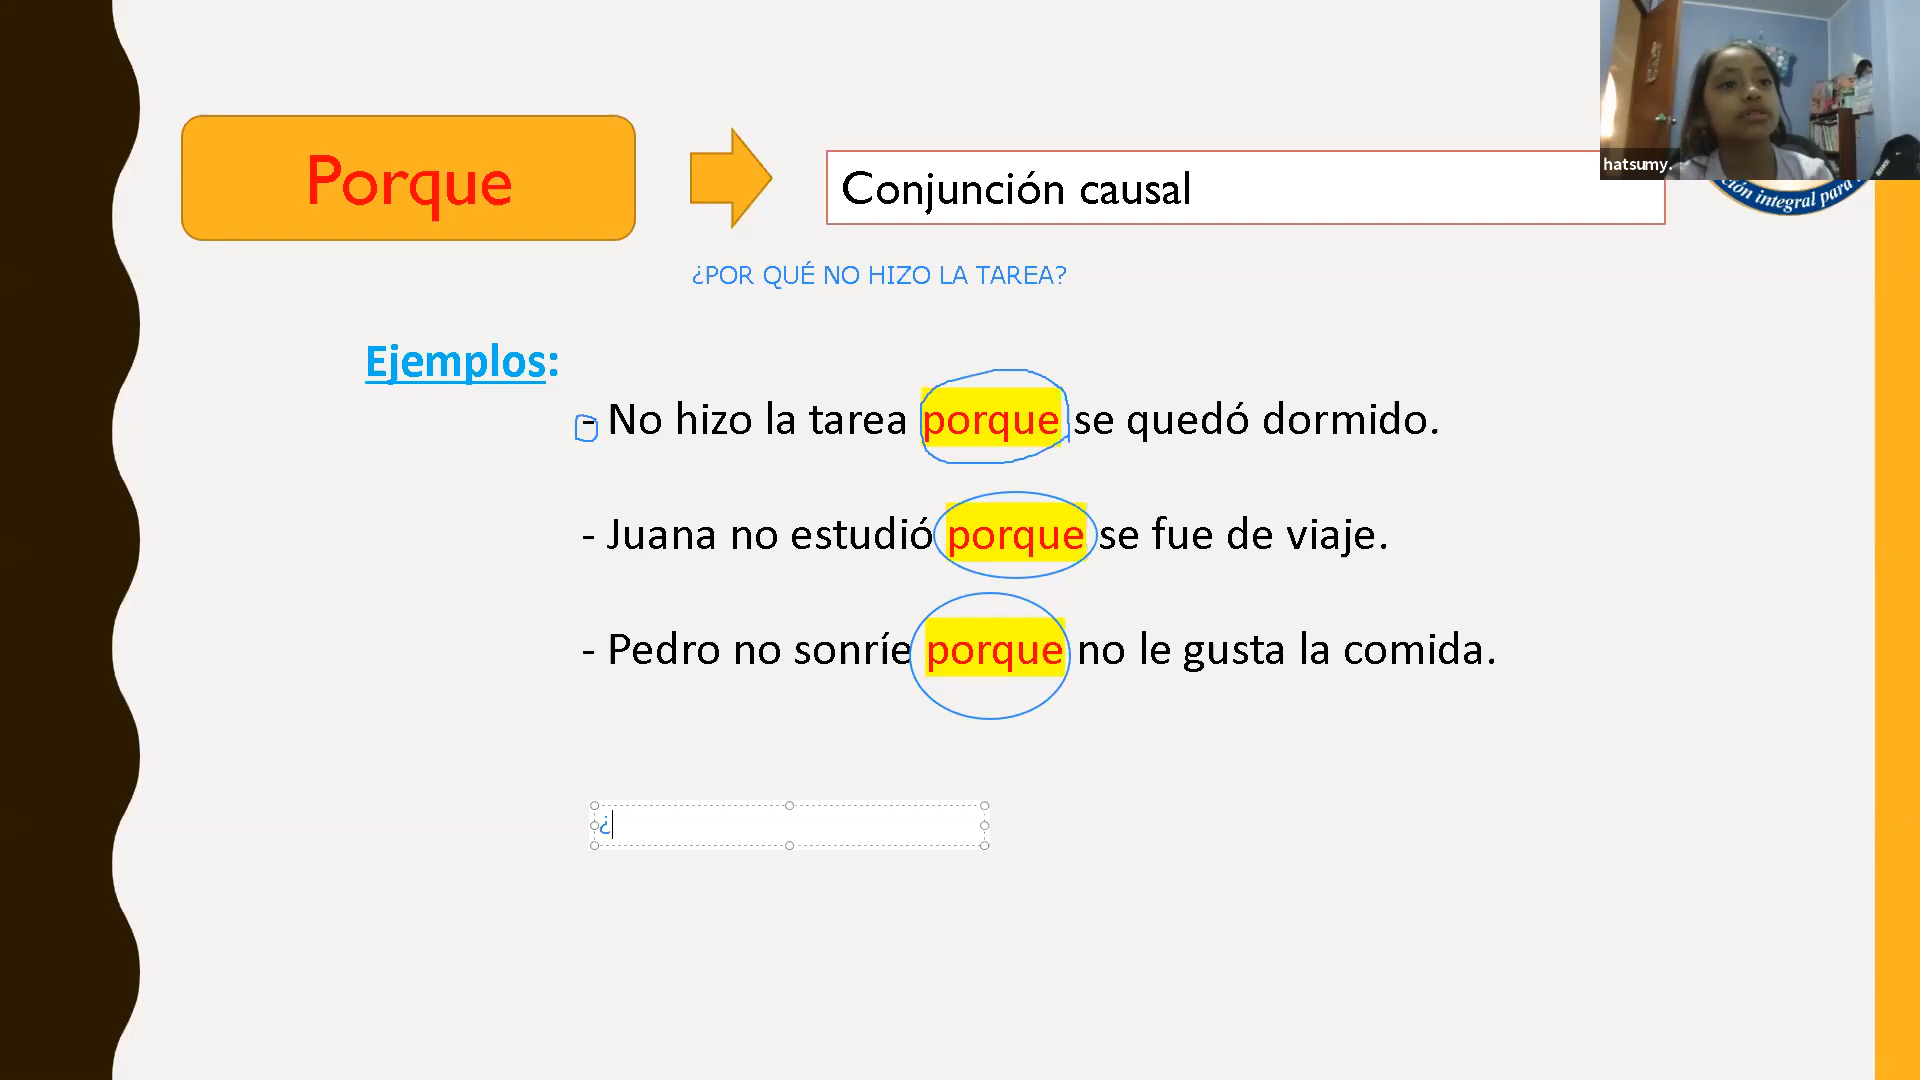 hatsumy.
Porque
Conjunción causal
ción integral para
¿POR QUÉ NO HIZO LA TAREA?
Ejemplos:
- No hizo la tarea porque se quedó dormido.
- Juana no estudió porque se fue de viaje.
- Pedro no sonríe porque no le gusta la comida.
¿